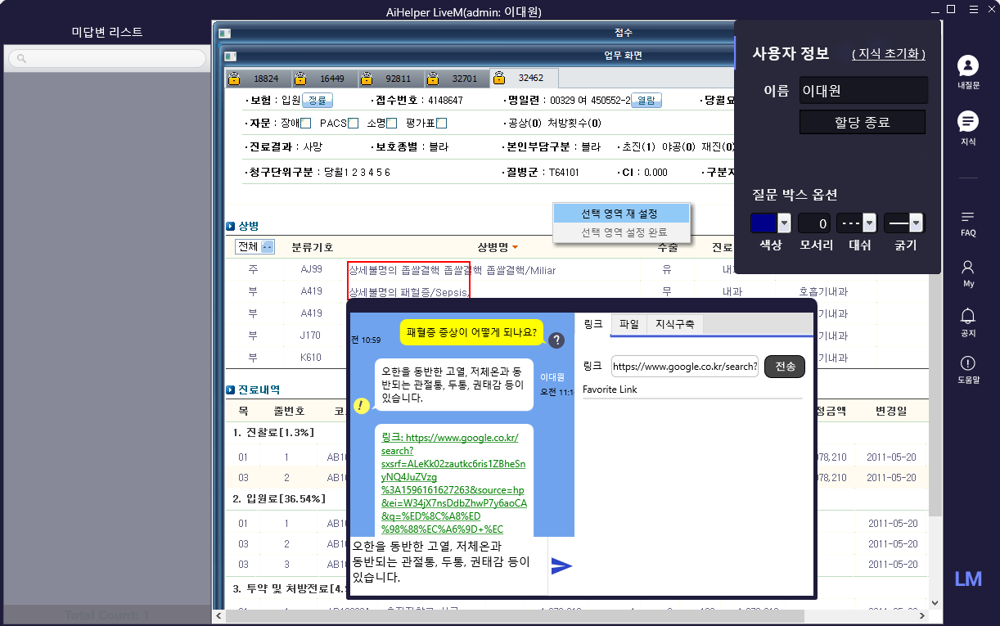 AiHelper LiveM(admin: 이대원)
미답변 리스트
접수
업무 화면
18824 16449 92811 32701 32462
·보험 : 입원 정률 ·접수번호 : 4148647 ·명일련 : 00329 여 450552-2 열람 ·당월요
·자문 : 장애 PACS 소명 평가표 ·공상(0) 처방횟수(0)
·진료결과 : 사망 ·보호종별 : 블라 ·본인부담구분 : 블라 ·초진(1) 야공(0) 재진(0)
·청구단위구분 : 당월1 2 3 4 5 6 ·질병군 : T64101 ·CI : 0.000 ·구분자
선택 영역 재 설정
선택 영역 설정 완료
상병
전체 분류기호 상병명 수술 진료
주 AJ99 상세불명의 좁쌀결핵 좁쌀결핵 좁쌀결핵/Miliar 유 내과
부 A419 상세불명의 패혈증/Sepsis, 무 내과 호흡기내과
부 A419 기내과
부 J170 기내과
부 K610 기내과
진료내역
목 줄번호 코 정금액 변경일
1. 진찰료[1.3%]
01 1 AB10 078,210 2011-05-20
03 2 AB10 078,210 2011-05-20
2. 입원료[36.54%]
01 1 AB10 2011-05-20
03 2 AB10 2011-05-20
03 3 AB10 2011-05-20
3. 투약 및 처방전료[4.
사용자 정보 ( 지식 초기화 )
이름 이대원
할당 종료
질문 박스 옵션
0
색상 모서리 대쉬 굵기
내질문
지식
FAQ
My
공지
도움말
LM
패혈증 증상이 어떻게 되나요?
전 10:59
?
오한을 동반한 고열, 저체온과 동
반되는 관절통, 두통, 권태감 등이
있습니다.
이대원
오전 11:1
!
링크: https://www.google.co.kr/
search?
sxsrf=ALeKk02zautkc6ris1ZBheSn
yNQ4JuZVzg
%3A1596161627263&source=hp
&ei=W34jX7nsDdbZhwP7y6aoCA
&q=%ED%8C%A8%ED
%98%88%EC%A6%9D+%EC
오한을 동반한 고열, 저체온과
동반되는 관절통, 두통, 권태감 등이
있습니다.
링크 파일 지식구축
링크 https://www.google.co.kr/search? 전송
Favorite Link
Total Count: 1